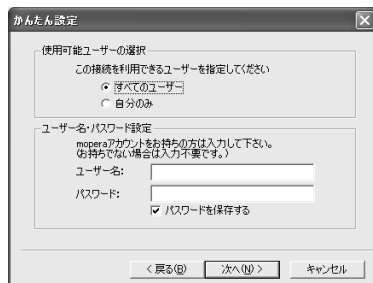 かんたん設定
使用可能ユーザーの選択
この接続を利用できるユーザーを指定してください
すべてのユーザー
自分のみ
ユーザー名・パスワード設定
moperaアカウントをお持ちの方は入力して下さい。
(お持ちでない場合は入力不要です。)
ユーザー名:
パスワード:
パスワードを保存する
< 戻る(B)
次へ(N) >
キャンセル